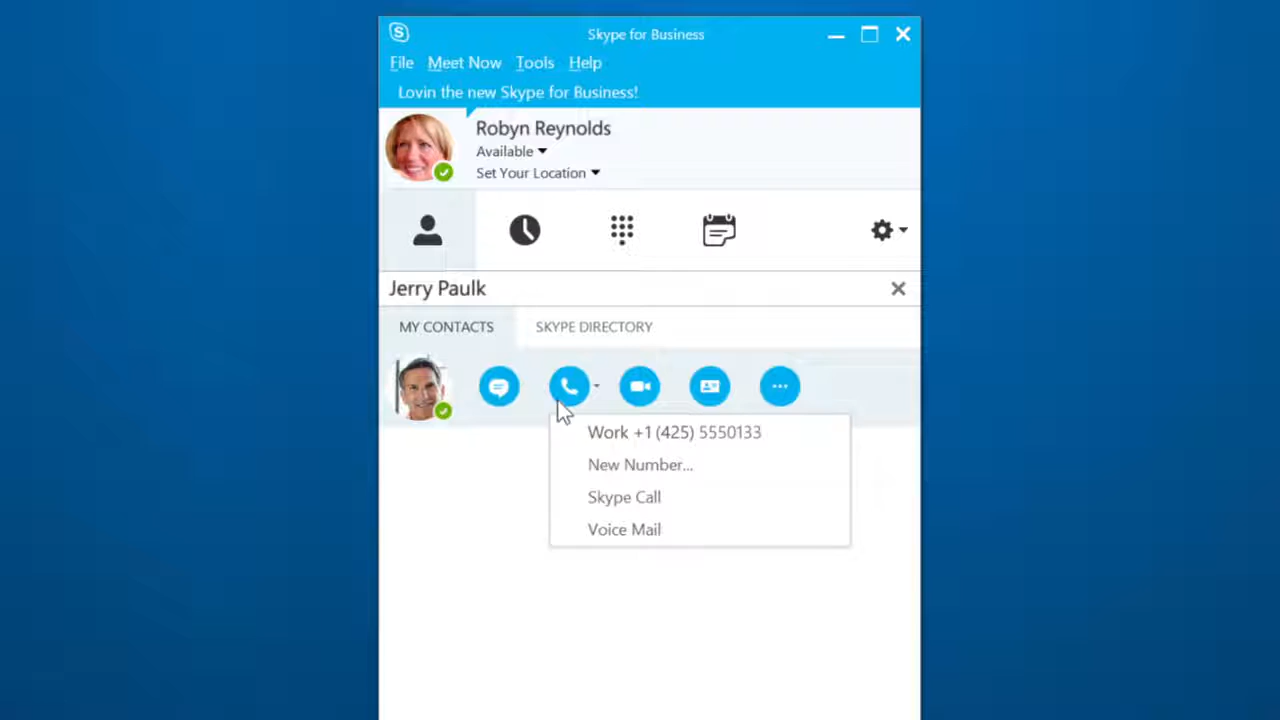 Skype for Business
File Meet Now Tools Help
Lovin the new Skype for Business!
Robyn Reynolds
Available
Set Your Location
Jerry Paulk
MY CONTACTS SKYPE DIRECTORY
Work +1 (425) 5550133
New Number...
Skype Call
Voice Mail